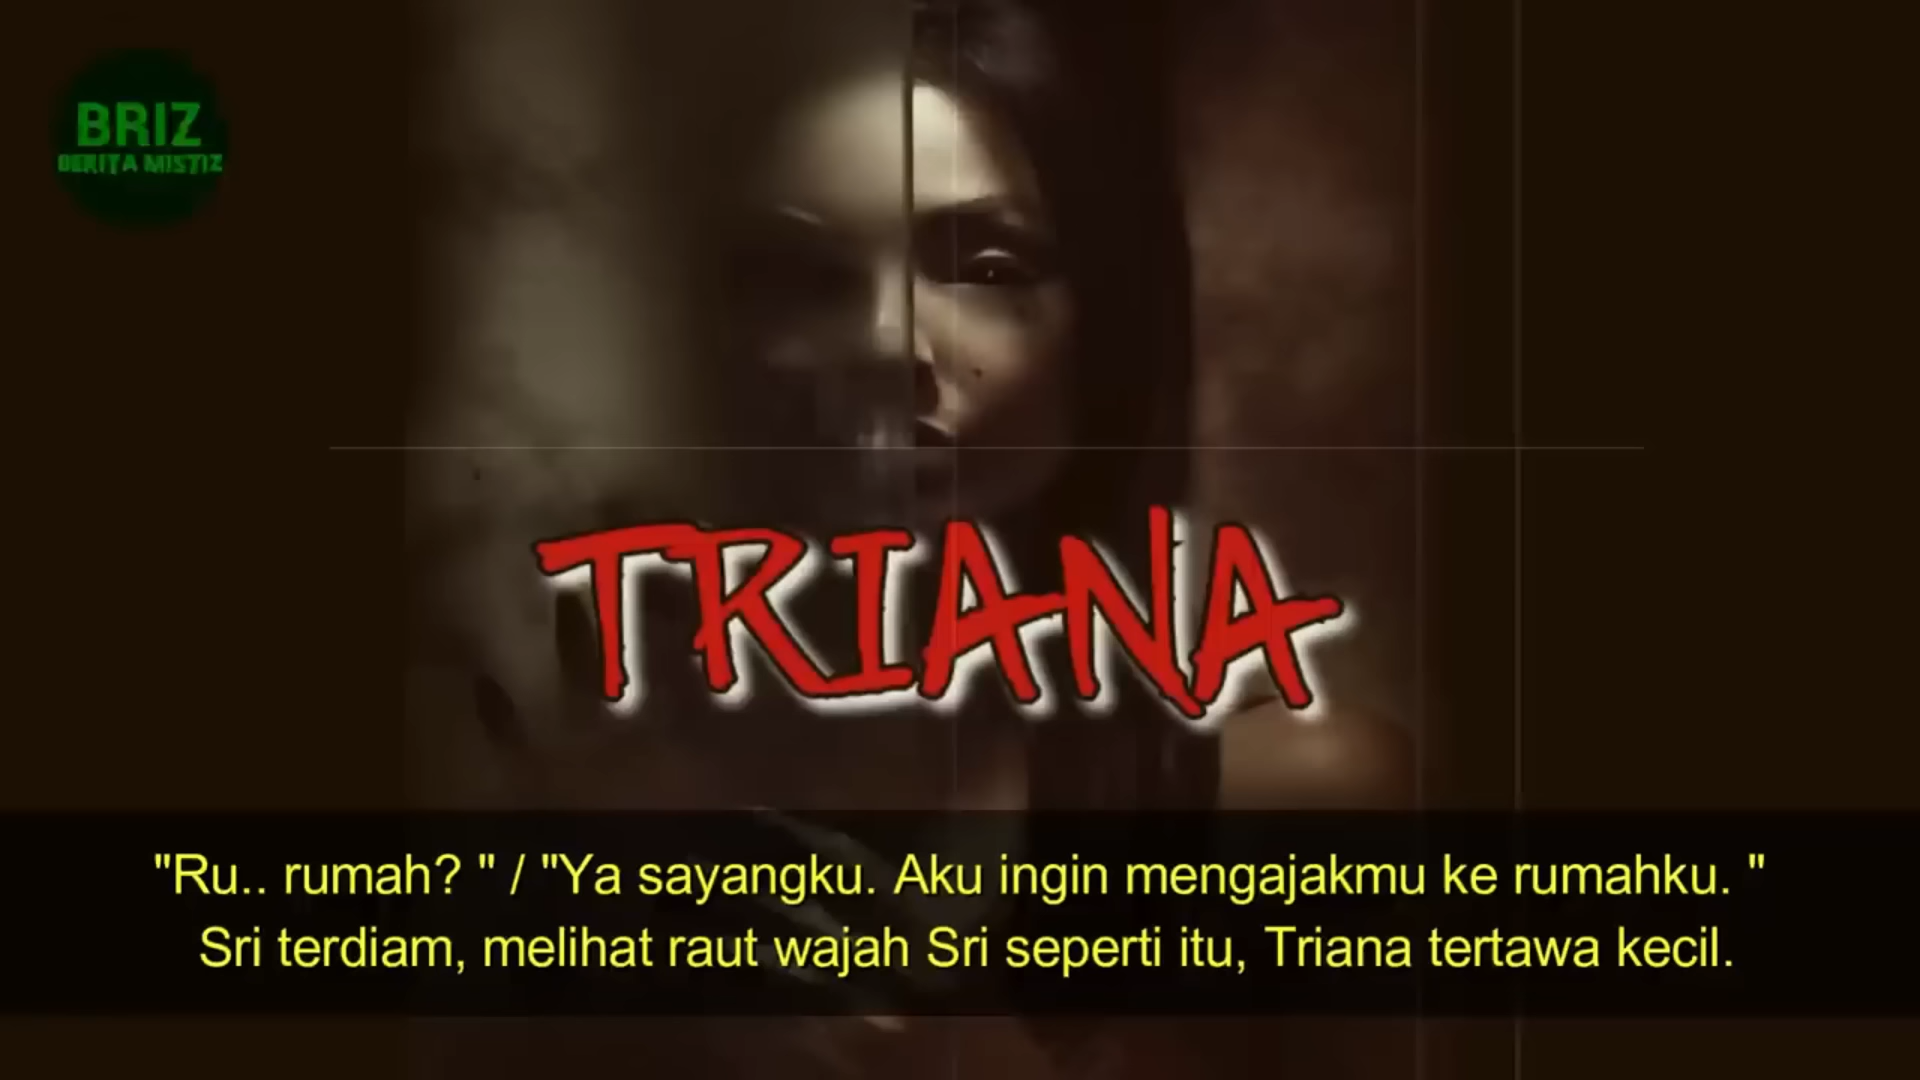 BRIZ
BERITA MISTIZ
TRIANA
"Ru.. rumah? " / "Ya sayangku. Aku ingin mengajakmu ke rumahku. "
Sri terdiam, melihat raut wajah Sri seperti itu, Triana tertawa kecil.